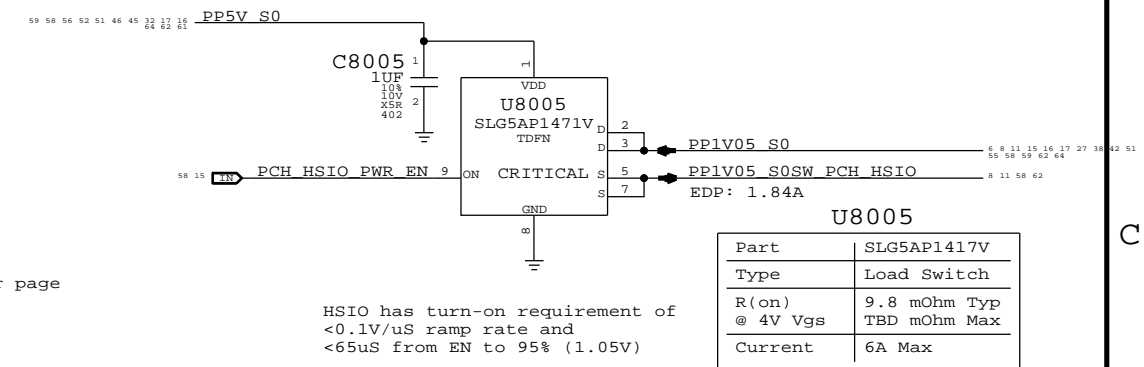 59 58 56 52 51 46 45 32 17 16
64 62 61
PP5V_S0
C8005
1
1UF
10%
10V
X5R
402
2
1
VDD
U8005
SLG5AP1471V
TDFN
D 2
D 3
PP1V05_S0
6 8 11 15 16 17 27 38 42 51
55 58 59 62 64
58 15
IN
PCH_HSIO_PWR_EN
9
ON
CRITICAL
S 5
PP1V05_S0SW_PCH_HSIO
8 11 58 62
S 7
EDP: 1.84A
GND
8
U8005
C
Part SLG5AP1417V
Type Load Switch
R(on) 9.8 mOhm Typ
@ 4V Vgs TBD mOhm Max
Current 6A Max
r page
HSIO has turn-on requirement of
<0.1V/uS ramp rate and
<65uS from EN to 95% (1.05V)